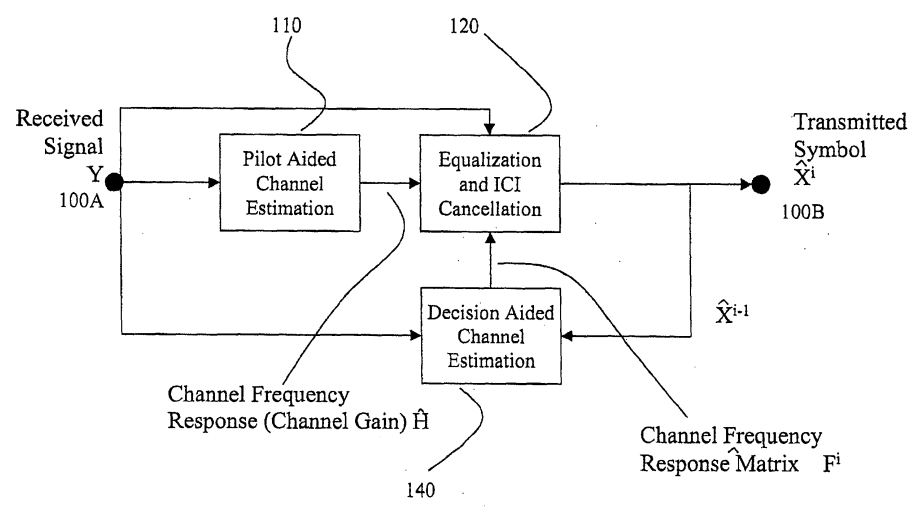 110
120
Received
Signal
Y
100A
Pilot Aided
Channel
Estimation
Equalization
and ICI
Cancellation
Transmitted
Symbol
X̂ⁱ
100B
Decision Aided
Channel
Estimation
X̂ⁱ⁻¹
Channel Frequency
Response (Channel Gain) Ĥ
Channel Frequency
Response ^Matrix Fⁱ
140